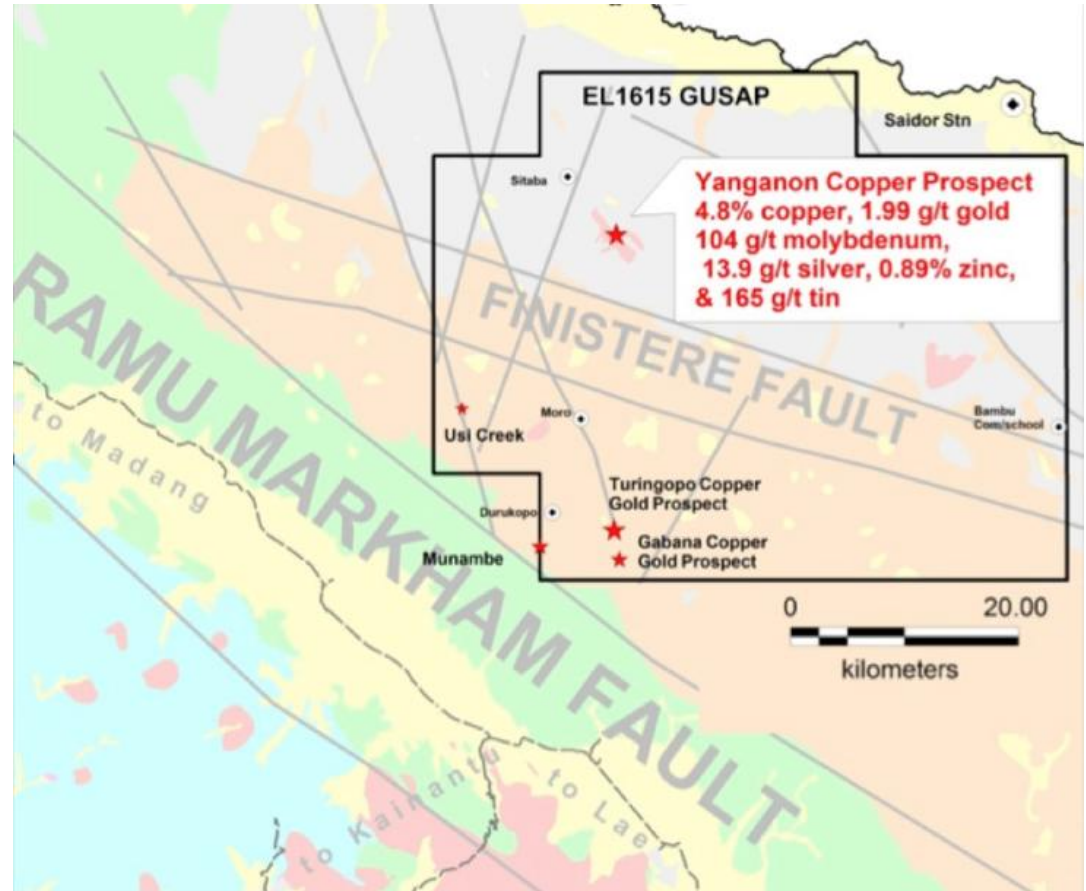 EL1615 GUSAP
Saidor Stn
Sitaba
Yanganon Copper Prospect
4.8% copper, 1.99 g/t gold
104 g/t molybdenum,
13.9 g/t silver, 0.89% zinc,
& 165 g/t tin
FINISTERE FAULT
RAMU MARKHAM FAULT
Usi Creek
Moro
Bambu
Com/school
to Madang
Turingopo Copper
Gold Prospect
Durukopo
Gabana Copper
Gold Prospect
Munambe
0 20.00
kilometers
to Kainantu
to Lae